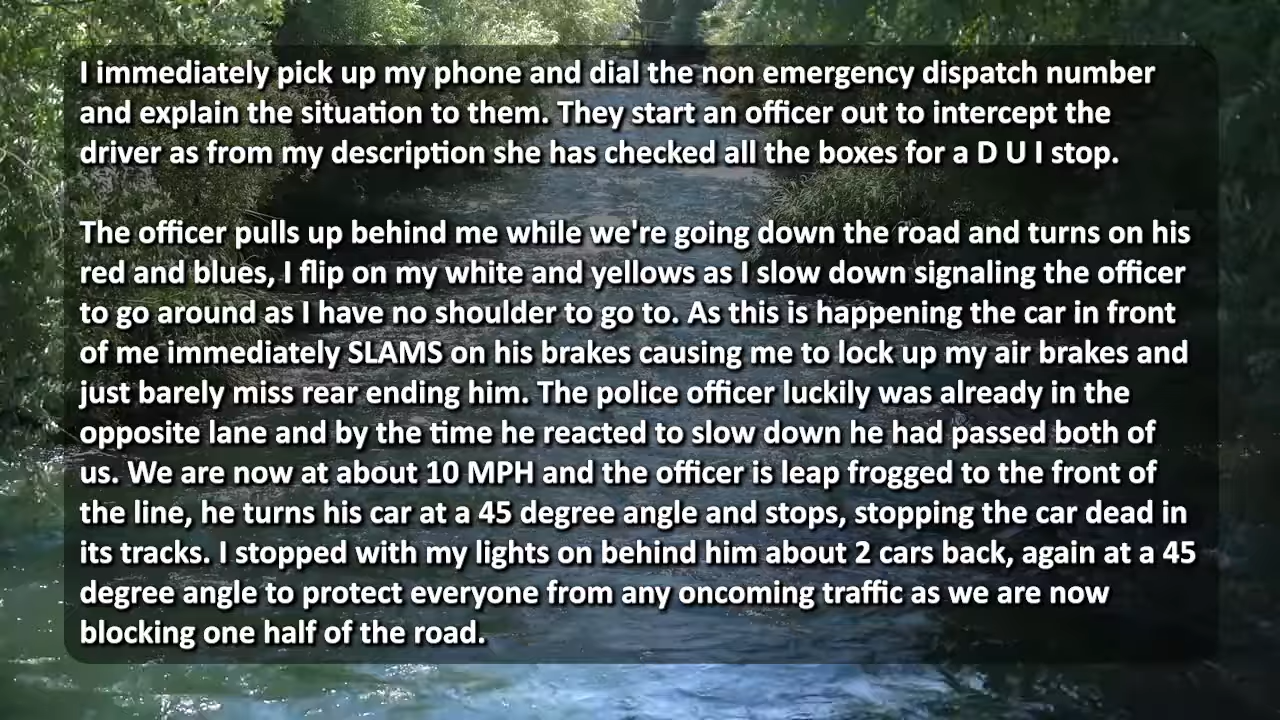 I immediately pick up my phone and dial the non emergency dispatch number
and explain the situation to them. They start an officer out to intercept the
driver as from my description she has checked all the boxes for a D U I stop.
The officer pulls up behind me while we're going down the road and turns on his
red and blues, I flip on my white and yellows as I slow down signaling the officer
to go around as I have no shoulder to go to. As this is happening the car in front
of me immediately SLAMS on his brakes causing me to lock up my air brakes and
just barely miss rear ending him. The police officer luckily was already in the
opposite lane and by the time he reacted to slow down he had passed both of
us. We are now at about 10 MPH and the officer is leap frogged to the front of
the line, he turns his car at a 45 degree angle and stops, stopping the car dead in
its tracks. I stopped with my lights on behind him about 2 cars back, again at a 45
degree angle to protect everyone from any oncoming traffic as we are now
blocking one half of the road.